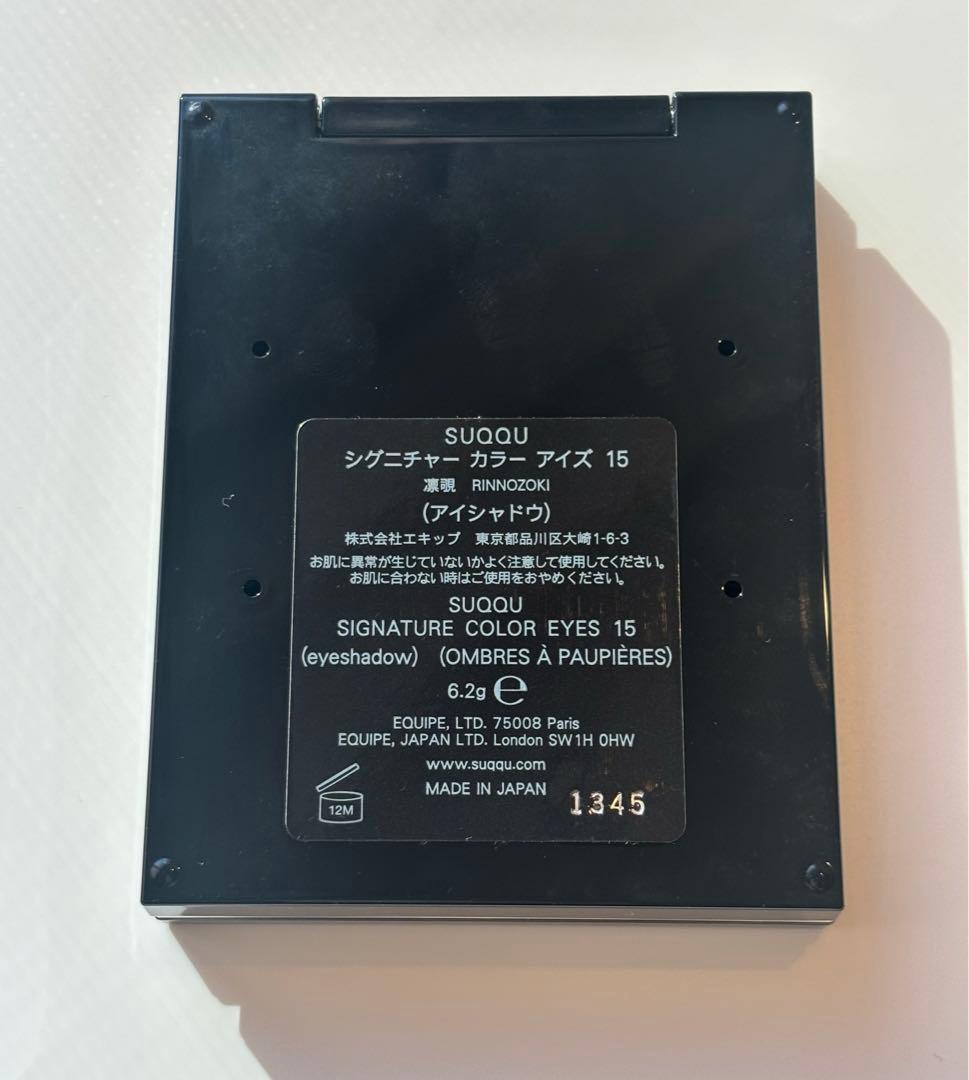 SUQQU
シグニチャー カラー アイズ 15
凛覗 RINNOZOKI
(アイシャドウ)
株式会社エキップ 東京都品川区大崎1-6-3
お肌に異常が生じていないかよく注意して使用してください。
お肌に合わない時はご使用をおやめください。
SUQQU
SIGNATURE COLOR EYES 15
(eyeshadow) (OMBRES À PAUPIÈRES)
6.2g ℮
EQUIPE, LTD. 75008 Paris
EQUIPE, JAPAN LTD. London SW1H 0HW
www.suqqu.com
MADE IN JAPAN
12M
1345